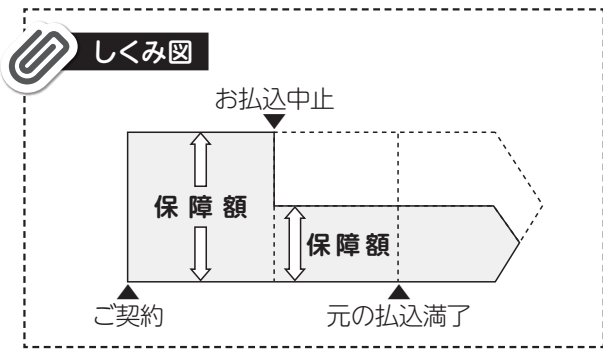 しくみ図
お払込中止
保障額
保障額
ご契約
元の払込満了